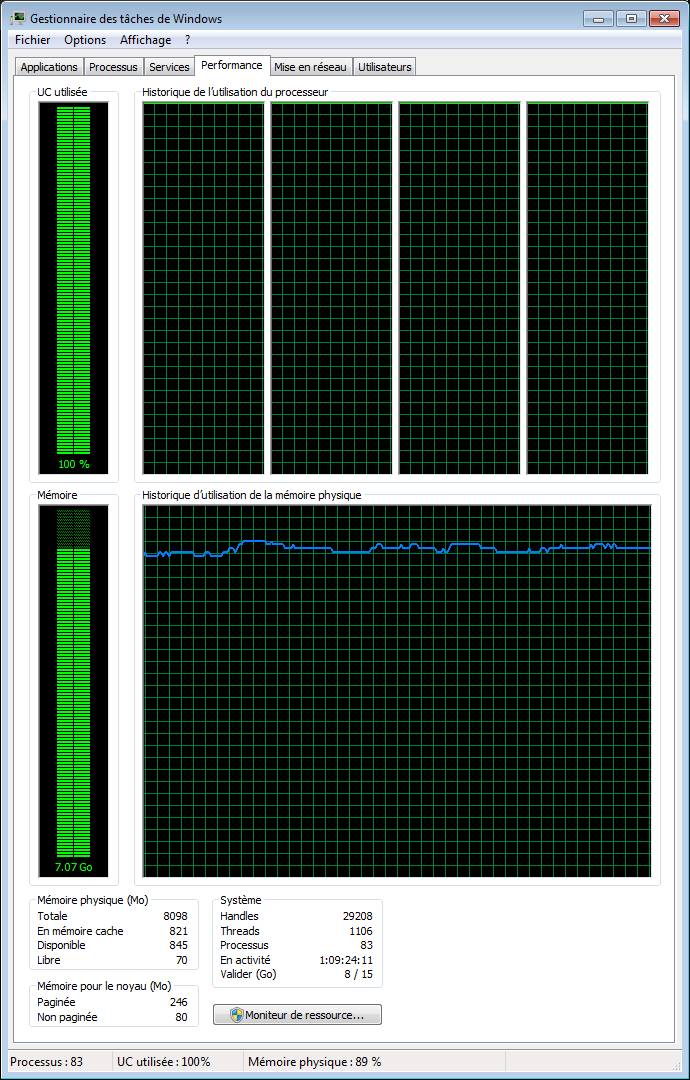 Gestionnaire des tâches de Windows
Fichier Options Affichage ?
Applications Processus Services Performance Mise en réseau Utilisateurs
UC utilisée
Historique de l'utilisation du processeur
100 %
Mémoire
Historique d'utilisation de la mémoire physique
7.07 Go
Mémoire physique (Mo)
Totale 8098
En mémoire cache 821
Disponible 845
Libre 70
Mémoire pour le noyau (Mo)
Paginée 246
Non paginée 80
Système
Handles 29208
Threads 1106
Processus 83
En activité 1:09:24:11
Valider (Go) 8 / 15
Moniteur de ressource...
Processus : 83 UC utilisée : 100% Mémoire physique : 89 %